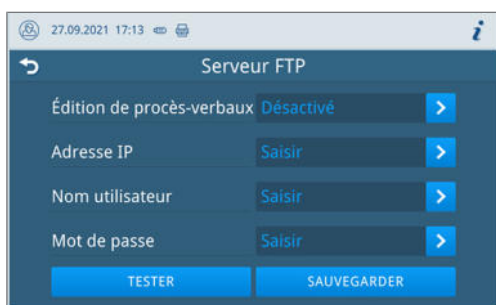 27.09.2021 17:13
Serveur FTP
Édition de procès-verbaux Désactivé
Adresse IP Saisir
Nom utilisateur Saisir
Mot de passe Saisir
TESTER SAUVEGARDER